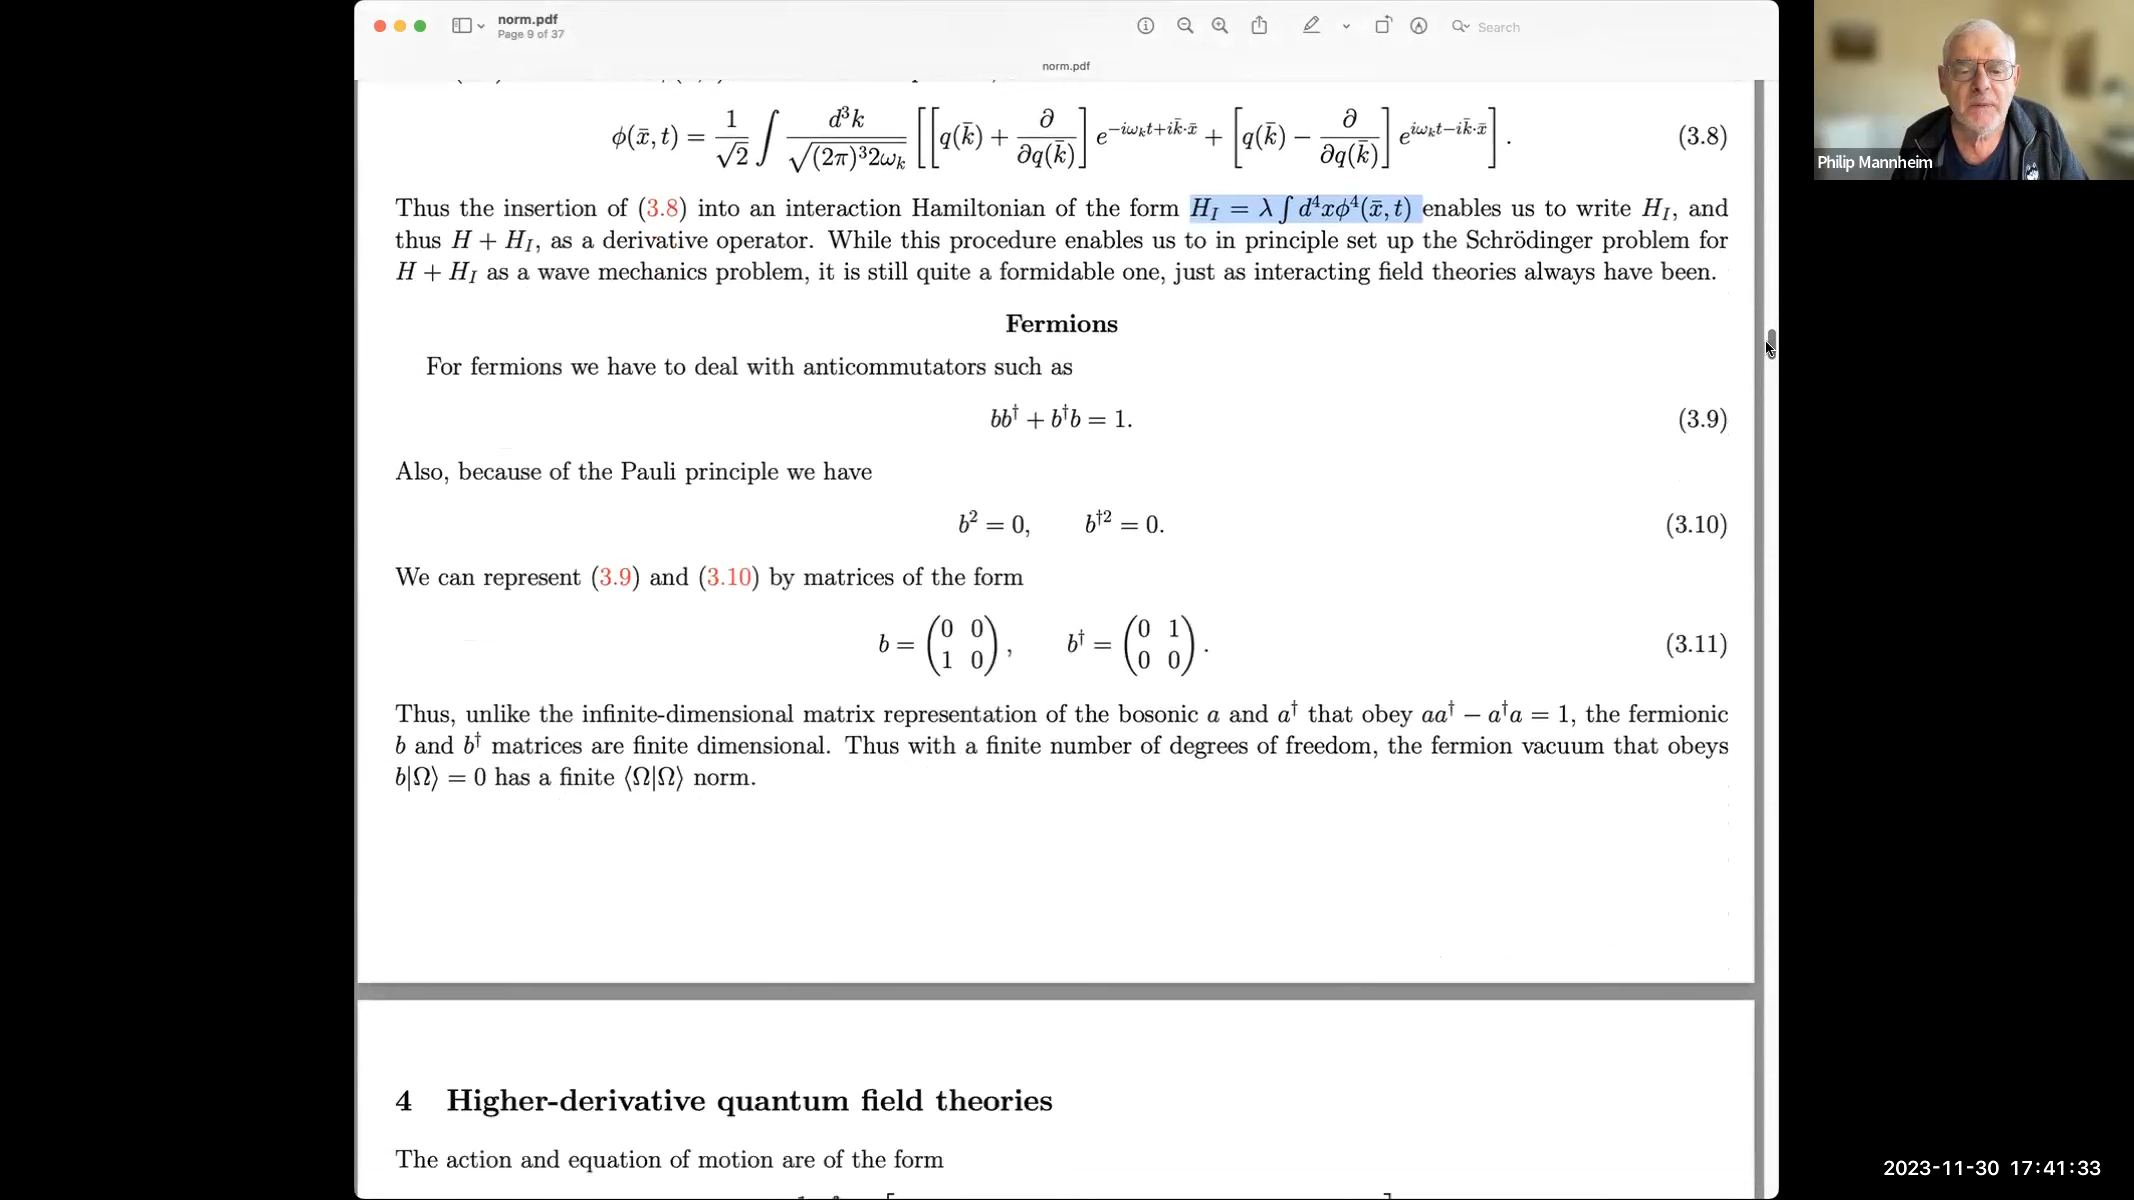 norm.pdf
Page 9 of 37
Search
norm.pdf
ϕ(x̄, t) = 1/√2 ∫ d³k/√((2π)³2ω_k) [[q(k̄) + ∂/∂q(k̄)] e^{−iω_k t+ik̄·x̄} + [q(k̄) − ∂/∂q(k̄)] e^{iω_k t−ik̄·x̄}] . (3.8)
Thus the insertion of (3.8) into an interaction Hamiltonian of the form H_I = λ ∫ d⁴xϕ⁴(x̄, t) enables us to write H_I, and
thus H + H_I, as a derivative operator. While this procedure enables us to in principle set up the Schrödinger problem for
H + H_I as a wave mechanics problem, it is still quite a formidable one, just as interacting field theories always have been.
Fermions
For fermions we have to deal with anticommutators such as
bb† + b†b = 1. (3.9)
Also, because of the Pauli principle we have
b² = 0, b†² = 0. (3.10)
We can represent (3.9) and (3.10) by matrices of the form
b = (0 0; 1 0), b† = (0 1; 0 0). (3.11)
Thus, unlike the infinite-dimensional matrix representation of the bosonic a and a† that obey aa† − a†a = 1, the fermionic
b and b† matrices are finite dimensional. Thus with a finite number of degrees of freedom, the fermion vacuum that obeys
b|Ω⟩ = 0 has a finite ⟨Ω|Ω⟩ norm.
4 Higher-derivative quantum field theories
The action and equation of motion are of the form
Philip Mannheim
2023-11-30 17:41:33